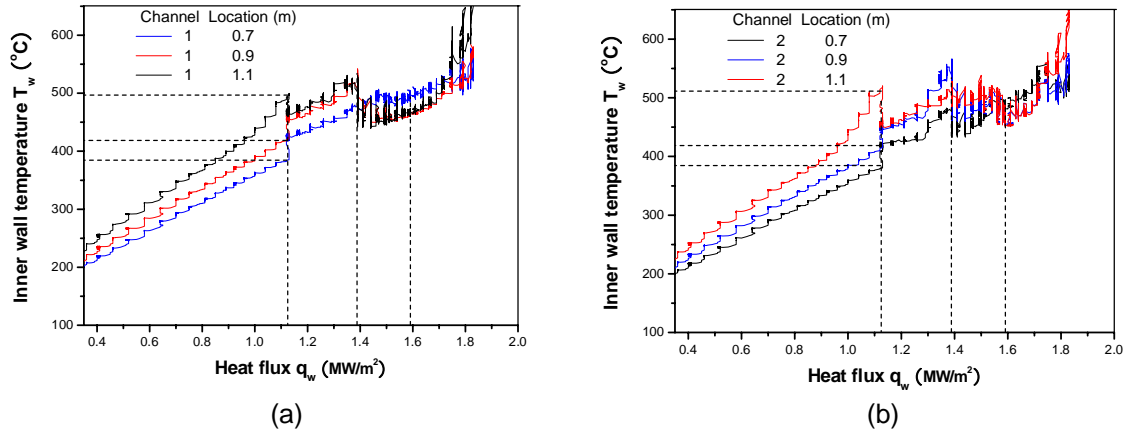 Channel Location (m)
1 0.7
1 0.9
1 1.1
600
500
400
300
200
100
Inner wall temperature T_w (°C)
0.4 0.6 0.8 1.0 1.2 1.4 1.6 1.8 2.0
Heat flux q_w (MW/m²)
(a)
Channel Location (m)
2 0.7
2 0.9
2 1.1
600
500
400
300
200
100
Inner wall temperature T_w (°C)
0.4 0.6 0.8 1.0 1.2 1.4 1.6 1.8 2.0
Heat flux q_w (MW/m²)
(b)